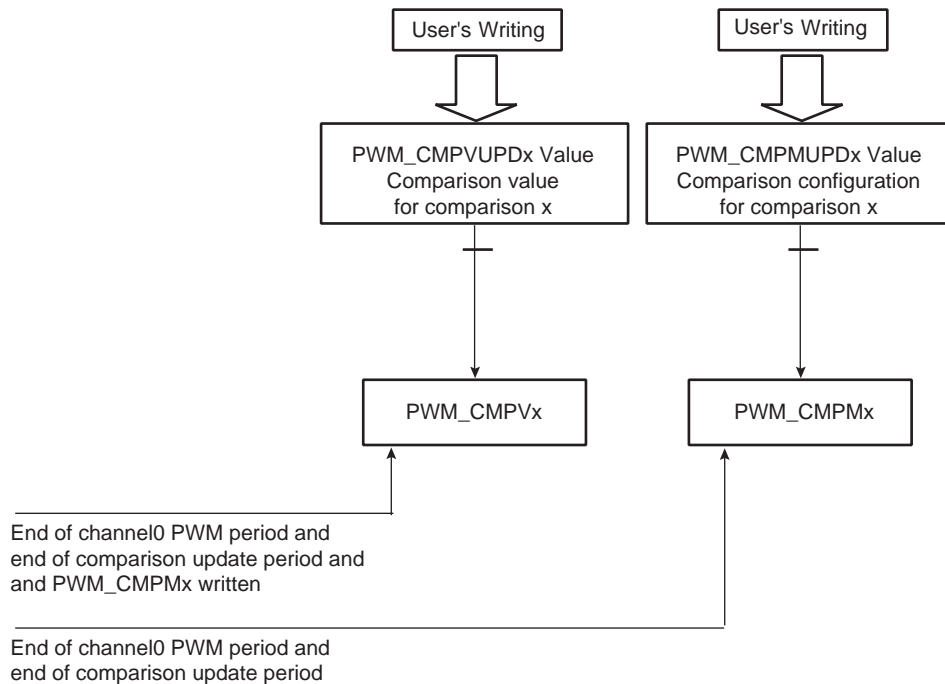 User's Writing
User's Writing
PWM_CMPVUPDx Value
Comparison value
for comparison x
PWM_CMPMUPDx Value
Comparison configuration
for comparison x
PWM_CMPVx
PWM_CMPMx
End of channel0 PWM period and
end of comparison update period and
and PWM_CMPMx written
End of channel0 PWM period and
end of comparison update period